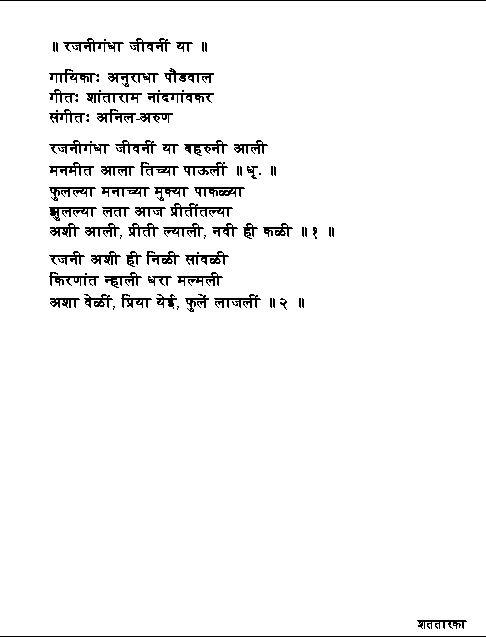 ॥ रजनीगंधा जीवनीं या ॥
गायिकाः अनुराधा पौंडवाल
गीतः शांताराम नांदगांवकर
संगीतः अनिल-अरुण
रजनीगंधा जीवनीं या बहरुनी आली
मनमीत आला तिच्या पाऊलीं ॥ धृ. ॥
फुलल्या मनाच्या मुक्या पाकळ्या
झुलल्या लता आज प्रीतींतल्या
अशी आली, प्रीती ल्याली, नवी ही कळी ॥ १ ॥
रजनी अशी ही निळी सांवळी
किरणांत न्हाली धरा मल्मली
अशा वेळीं, प्रिया येई, फुलें लाजलीं ॥ २ ॥
शततारका